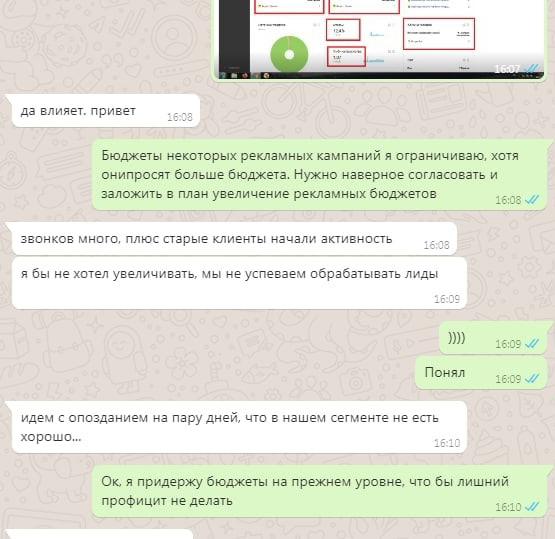 16:07
да влияет. привет
16:08
Бюджеты некоторых рекламных кампаний я ограничиваю, хотя
онипросят больше бюджета. Нужно наверное согласовать и
заложить в план увеличение рекламных бюджетов
16:08
звонков много, плюс старые клиенты начали активность
16:08
я бы не хотел увеличивать, мы не успеваем обрабатывать лиды
16:09
))))
16:09
Понял
16:09
идем с опозданием на пару дней, что в нашем сегменте не есть
хорошо...
16:10
Ок, я придержу бюджеты на прежнем уровне, что бы лишний
профицит не делать
16:10